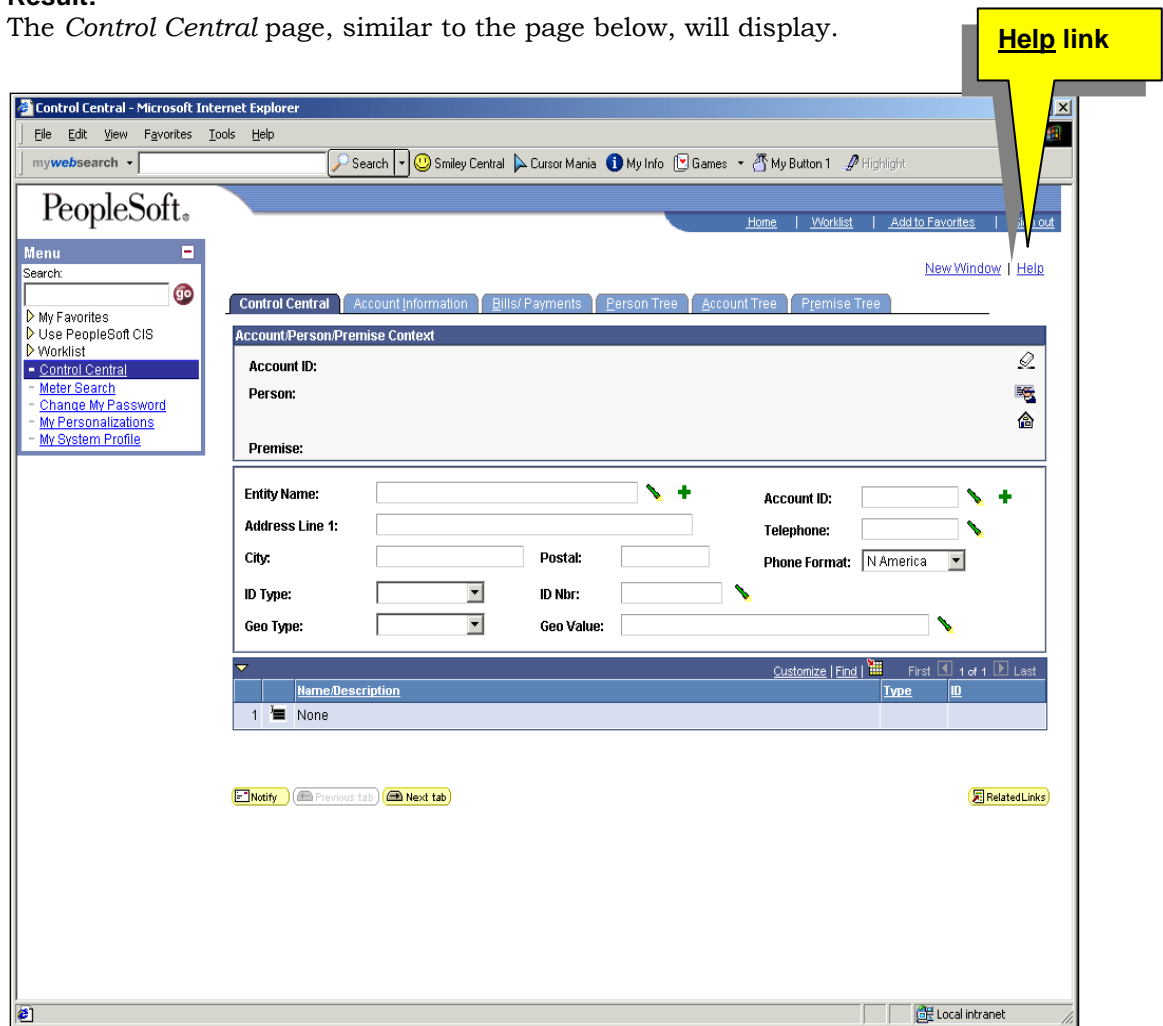 Result:
The Control Central page, similar to the page below, will display.
Help link
Control Central - Microsoft Internet Explorer
File Edit View Favorites Tools Help
mywebsearch Search Smiley Central Cursor Mania My Info Games My Button 1 Highlight
PeopleSoft®
Home | Worklist | Add to Favorites | out
Menu
Search:
go
My Favorites
Use PeopleSoft CIS
Worklist
Control Central
Meter Search
Change My Password
My Personalizations
My System Profile
New Window | Help
Control Central Account Information Bills/ Payments Person Tree Account Tree Premise Tree
Account/Person/Premise Context
Account ID:
Person:
Premise:
Entity Name: Account ID:
Address Line 1: Telephone:
City: Postal: Phone Format: N America
ID Type: ID Nbr:
Geo Type: Geo Value:
Customize | Find | First 1 of 1 Last
Name/Description Type ID
1 None
Notify Previous tab Next tab RelatedLinks
Local intranet